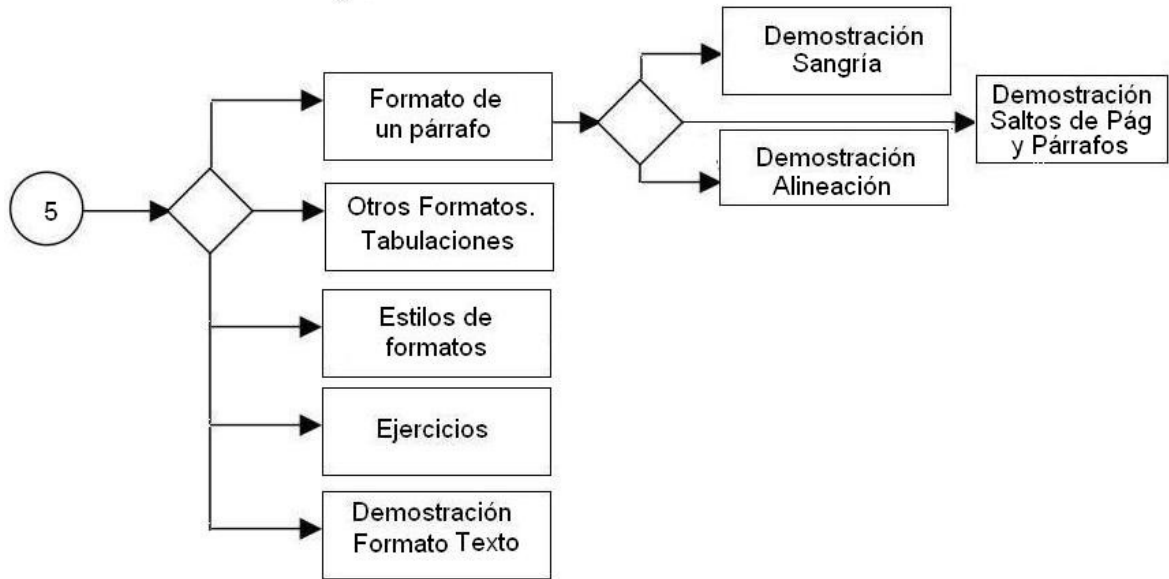 5
Formato de
un párrafo
Otros Formatos.
Tabulaciones
Estilos de
formatos
Ejercicios
Demostración
Formato Texto
Demostración
Sangría
Demostración
Alineación
Demostración
Saltos de Pág
y Párrafos